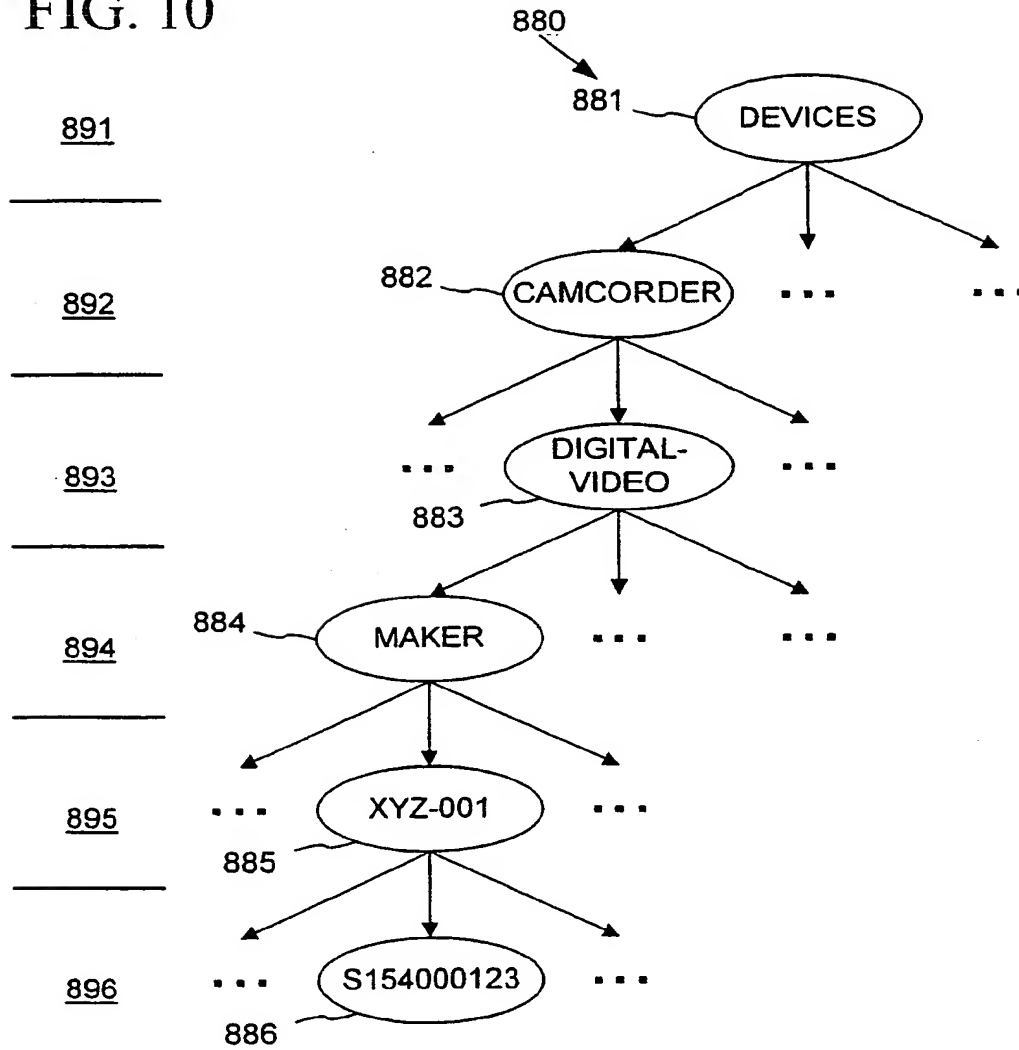 FIG. 10
880
891
881
DEVICES
892
882
CAMCORDER
...
...
893
...
DIGITAL-
VIDEO
...
883
894
884
MAKER
...
...
895
...
XYZ-001
...
885
896
...
S154000123
...
886